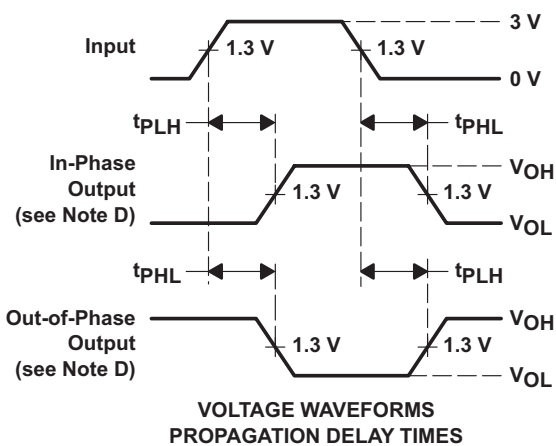 3 V
Input
1.3 V
1.3 V
0 V
tPLH
tPHL
In-Phase
Output
(see Note D)
VOH
1.3 V
1.3 V
VOL
tPHL
tPLH
Out-of-Phase
Output
(see Note D)
VOH
1.3 V
1.3 V
VOL
VOLTAGE WAVEFORMS
PROPAGATION DELAY TIMES